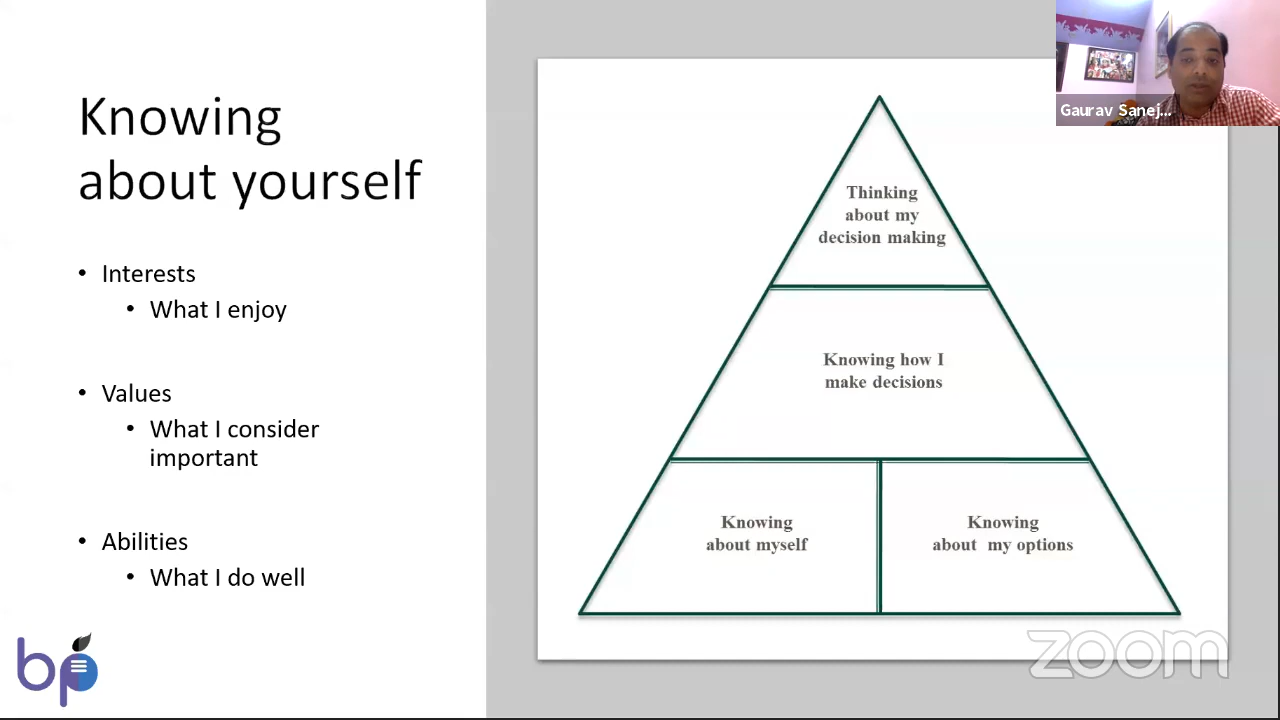 Knowing
about yourself
• Interests
• What I enjoy
• Values
• What I consider
important
• Abilities
• What I do well
bp
Thinking
about my
decision making
Knowing how I
make decisions
Knowing
about myself
Knowing
about my options
Gaurav Sanej...
zoom